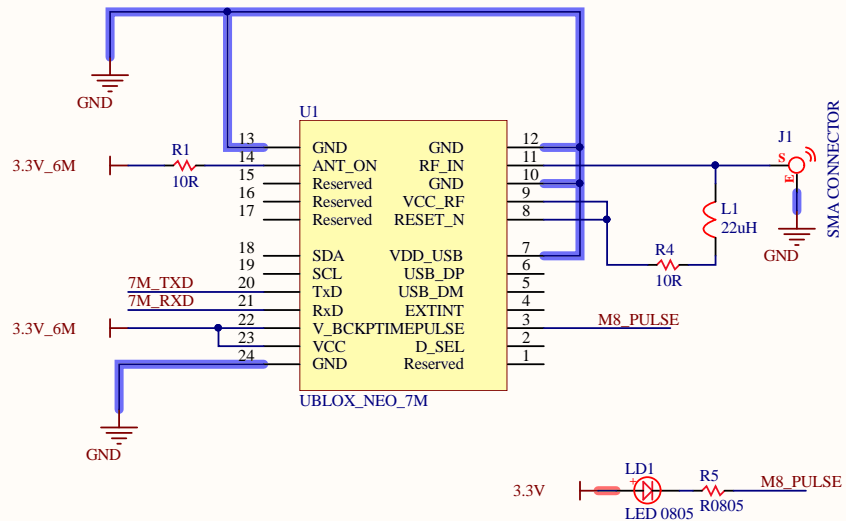 GND
U1
13
GND
GND
12
3.3V_6M
R1
10R
14
ANT_ON
RF_IN
11
15
Reserved
GND
10
16
Reserved
VCC_RF
9
17
Reserved
RESET_N
8
J1
S
E
SMA CONNECTOR
GND
L1
22uH
R4
10R
18
SDA
VDD_USB
7
19
SCL
USB_DP
6
7M_TXD
20
TxD
USB_DM
5
7M_RXD
21
RxD
EXTINT
4
3.3V_6M
22
V_BCKPTIMEPULSE
3
M8_PULSE
23
VCC
D_SEL
2
24
GND
Reserved
1
GND
UBLOX_NEO_7M
3.3V
LD1
+
LED 0805
R5
R0805
M8_PULSE